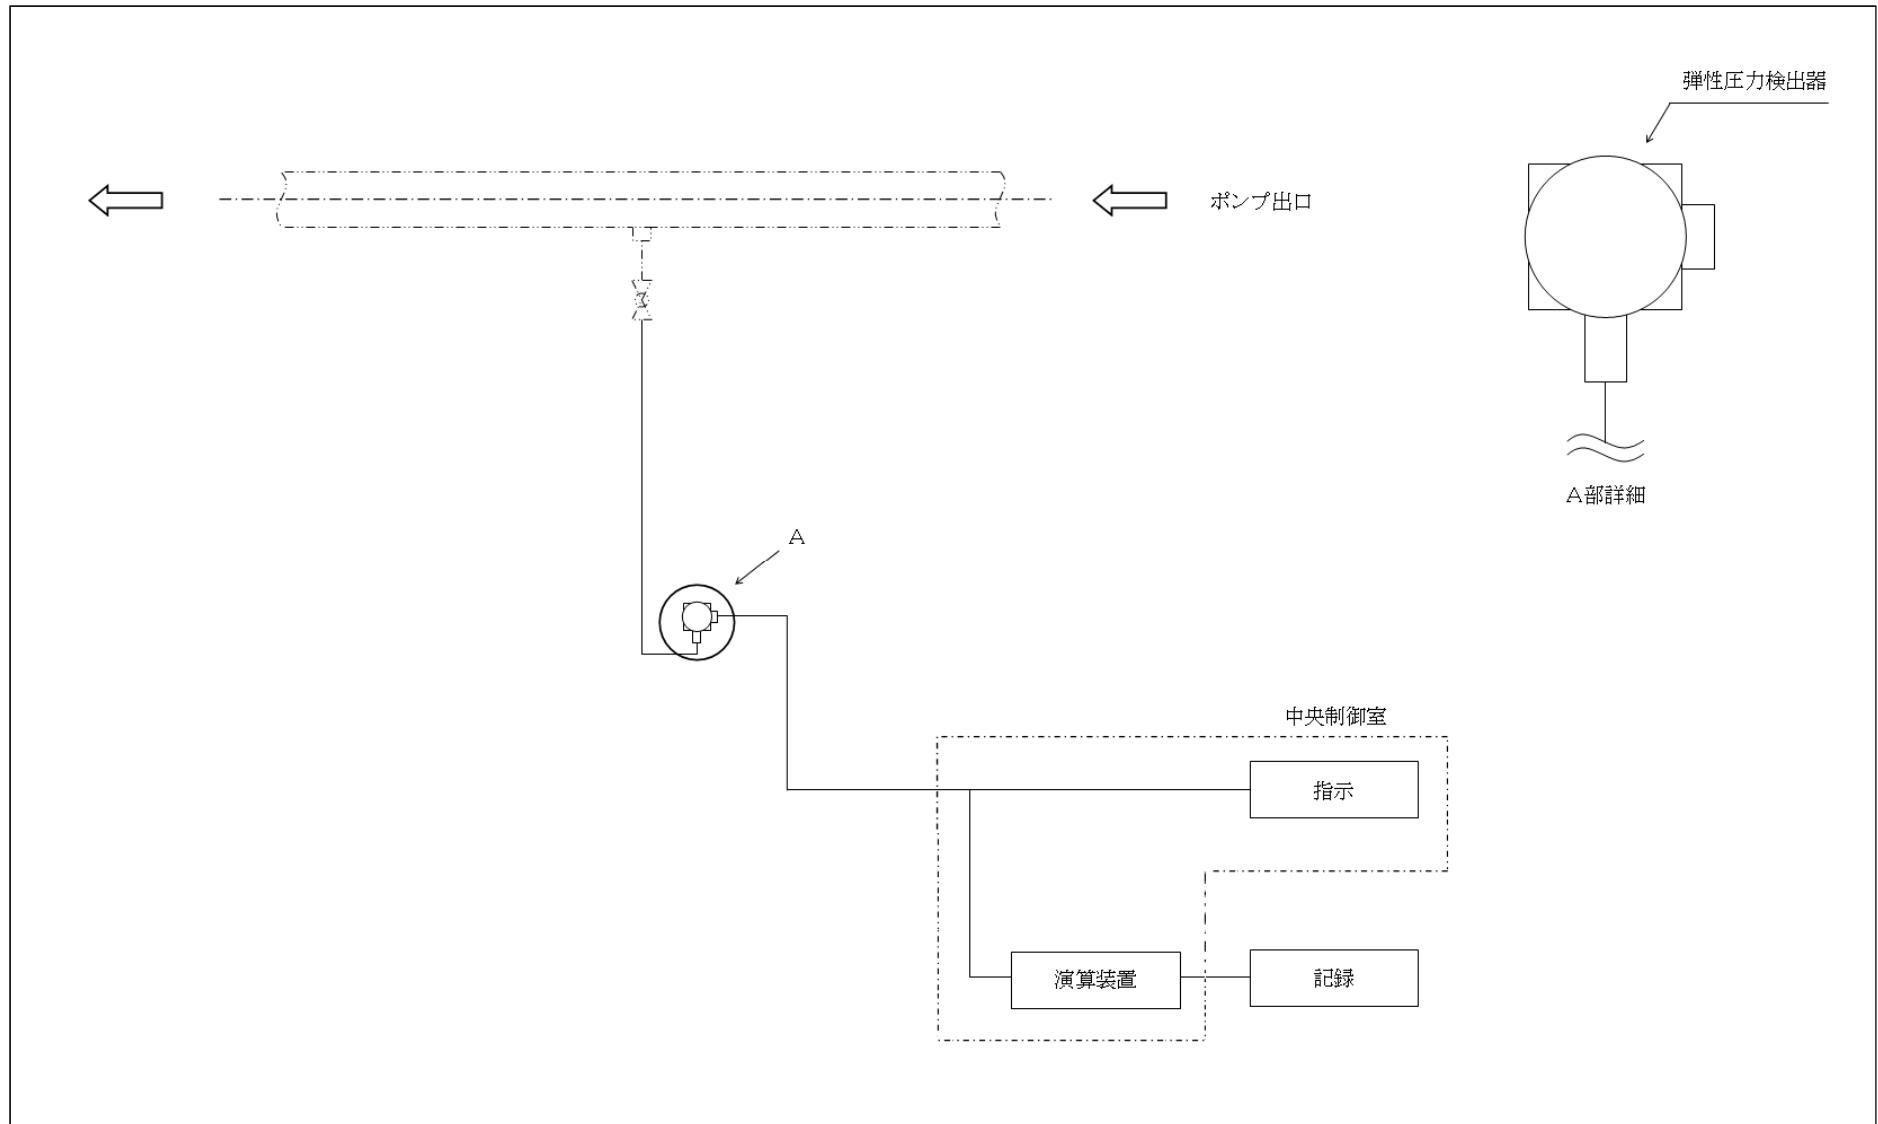 弾性圧力検出器
ポンプ出口
A部詳細
A
中央制御室
指示
演算装置
記録